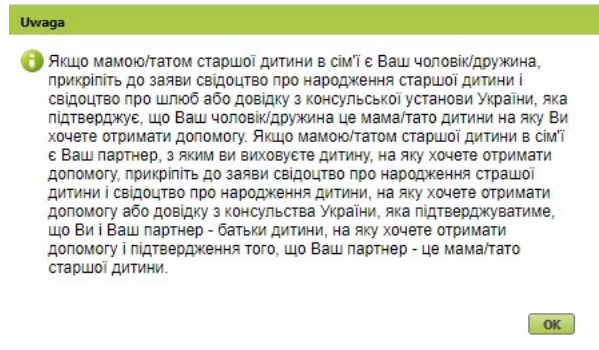 Uwaga
Якщо мамою/татом старшої дитини в сім'ї є Ваш чоловік/дружина,
прикріпіть до заяви свідоцтво про народження старшої дитини і
свідоцтво про шлюб або довідку з консульської установи України, яка
підтверджує, що Ваш чоловік/дружина це мама/тато дитини на яку Ви
хочете отримати допомогу. Якщо мамою/татом старшої дитини в сім'ї
є Ваш партнер, з яким ви виховуєте дитину, на яку хочете отримати
допомогу, прикріпіть до заяви свідоцтво про народження страшої
дитини і свідоцтво про народження дитини, на яку хочете отримати
допомогу або довідку з консульства України, яка підтверджуватиме,
що Ви і Ваш партнер - батьки дитини, на яку хочете отримати
допомогу і підтвердження того, що Ваш партнер - це мама/тато
старшої дитини.
OK